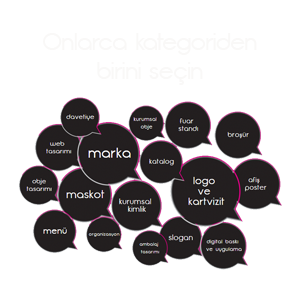 Onlarca kategoriden
birini seçin
davetiye
kurumsal
obje
fuar
standı
broşür
web
tasarımı
marka
katalog
obje
tasarımı
maskot
kurumsal
kimlik
logo
ve
kartvizit
afiş
poster
menü
organizasyon
ambalaj
tasarımı
slogan
digital baskı
ve uygulama